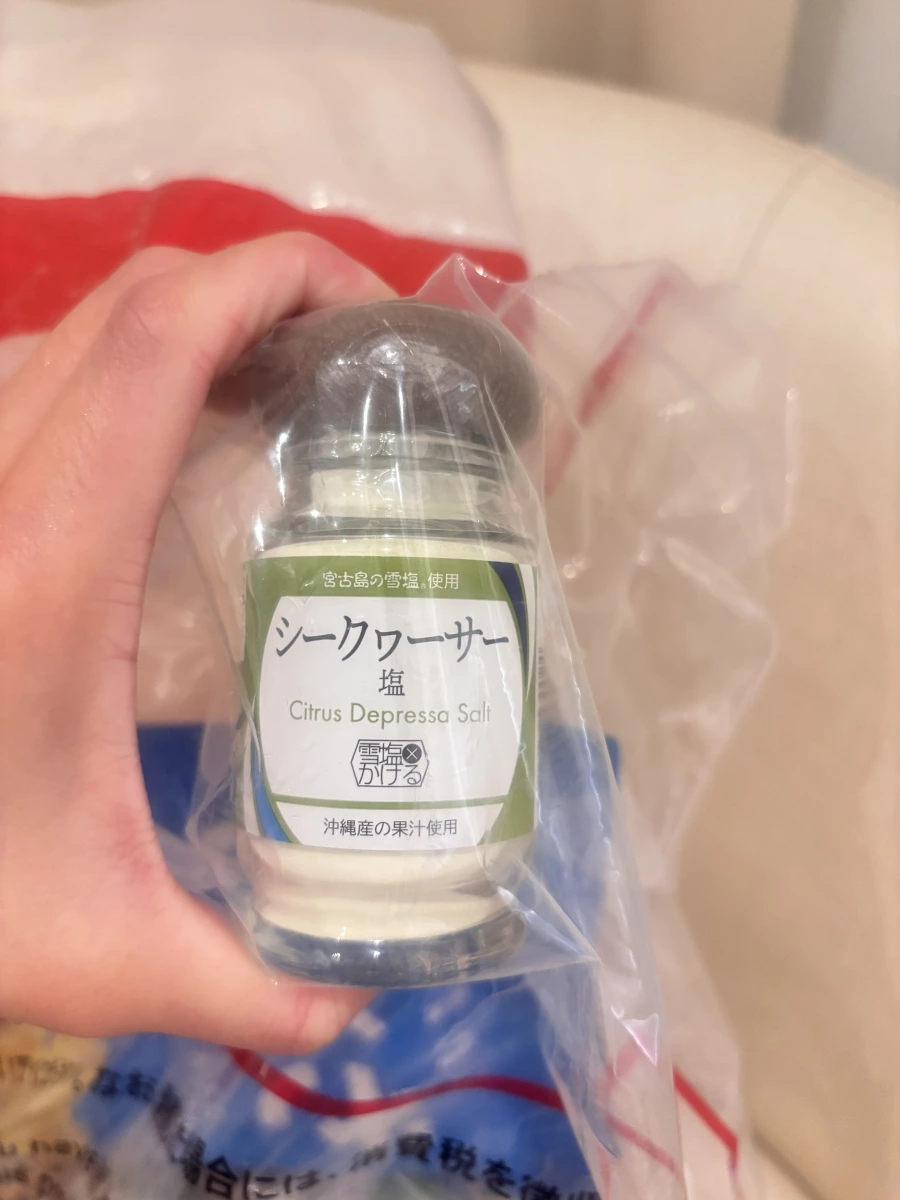 宮古島の雪塩®使用
シークヮーサー
塩
Citrus Depressa Salt
雪塩×
かける
沖縄産の果汁使用
場合には、消費税を徴